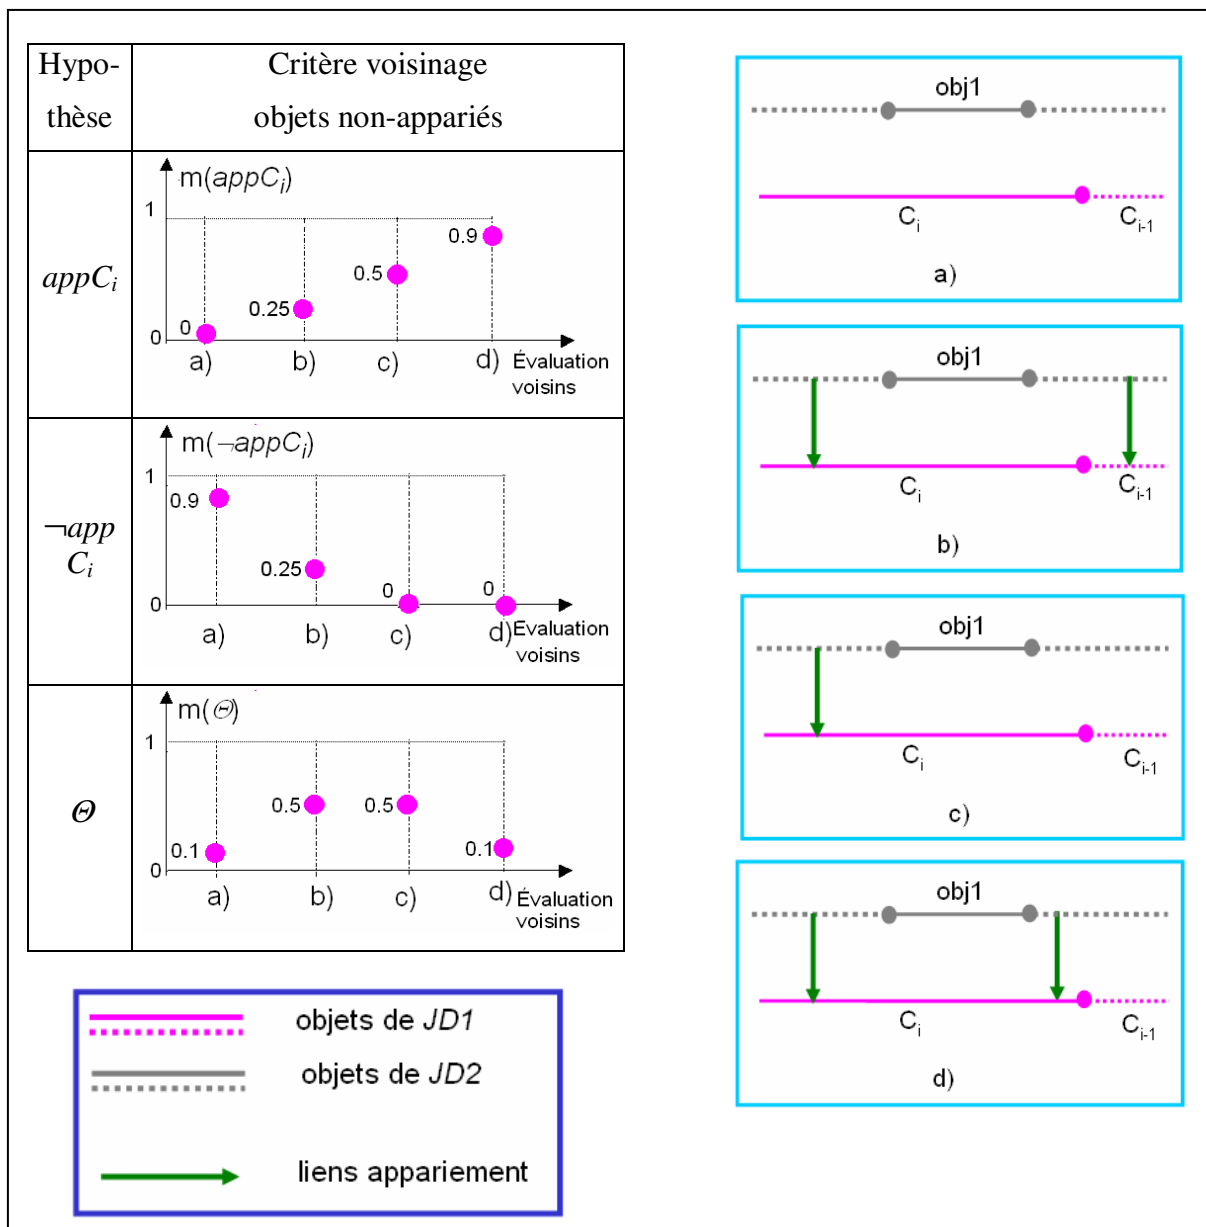 Hypo-
thèse
Critère voisinage
objets non-appariés
appCi
m(appCi)
1
0.9
0.5
0.25
0
0
a)
b)
c)
d)
Évaluation
voisins
¬app
Ci
m(¬appCi)
1
0.9
0.25
0
0
0
a)
b)
c)
d)
Evaluation
voisins
Θ
m(Θ)
1
0.5
0.5
0.1
0.1
0
a)
b)
c)
d)
Évaluation
voisins
objets de JD1
objets de JD2
liens appariement
obj1
Ci
Ci-1
a)
obj1
Ci
Ci-1
b)
obj1
Ci
Ci-1
c)
obj1
Ci
Ci-1
d)